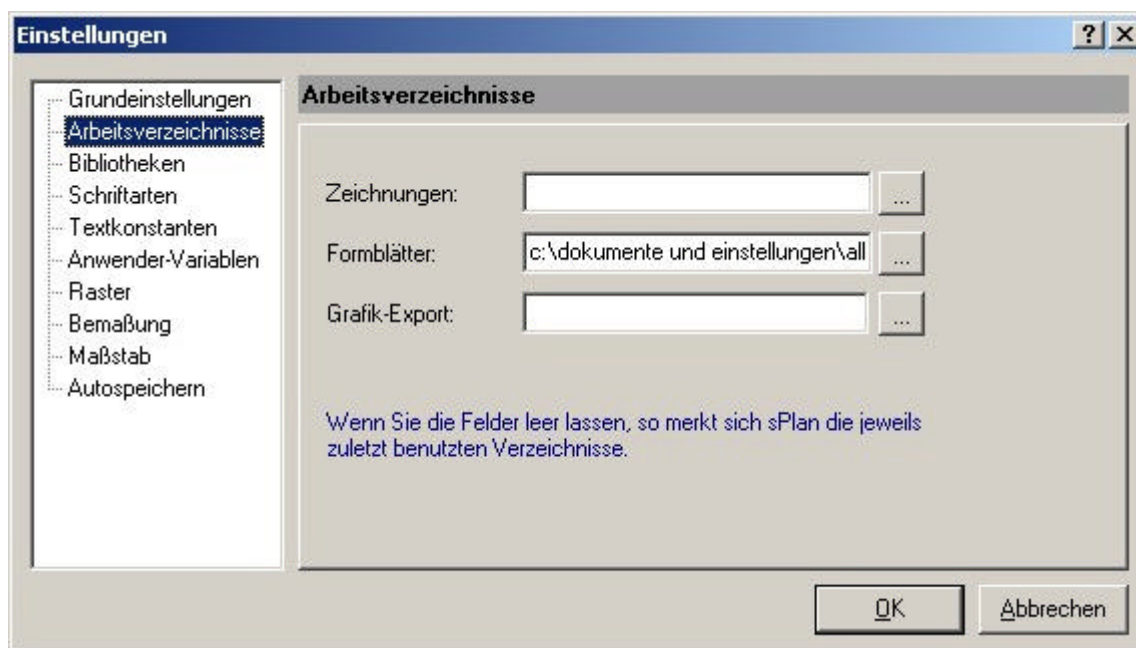 Einstellungen
Grundeinstellungen
Arbeitsverzeichnisse
Bibliotheken
Schriftarten
Textkonstanten
Anwender-Variablen
Raster
Bemaßung
Maßstab
Autospeichern
Arbeitsverzeichnisse
Zeichnungen:
...
Formblätter:
c:\dokumente und einstellungen\all
...
Grafik-Export:
...
Wenn Sie die Felder leer lassen, so merkt sich sPlan die jeweils
zuletzt benutzten Verzeichnisse.
OK
Abbrechen